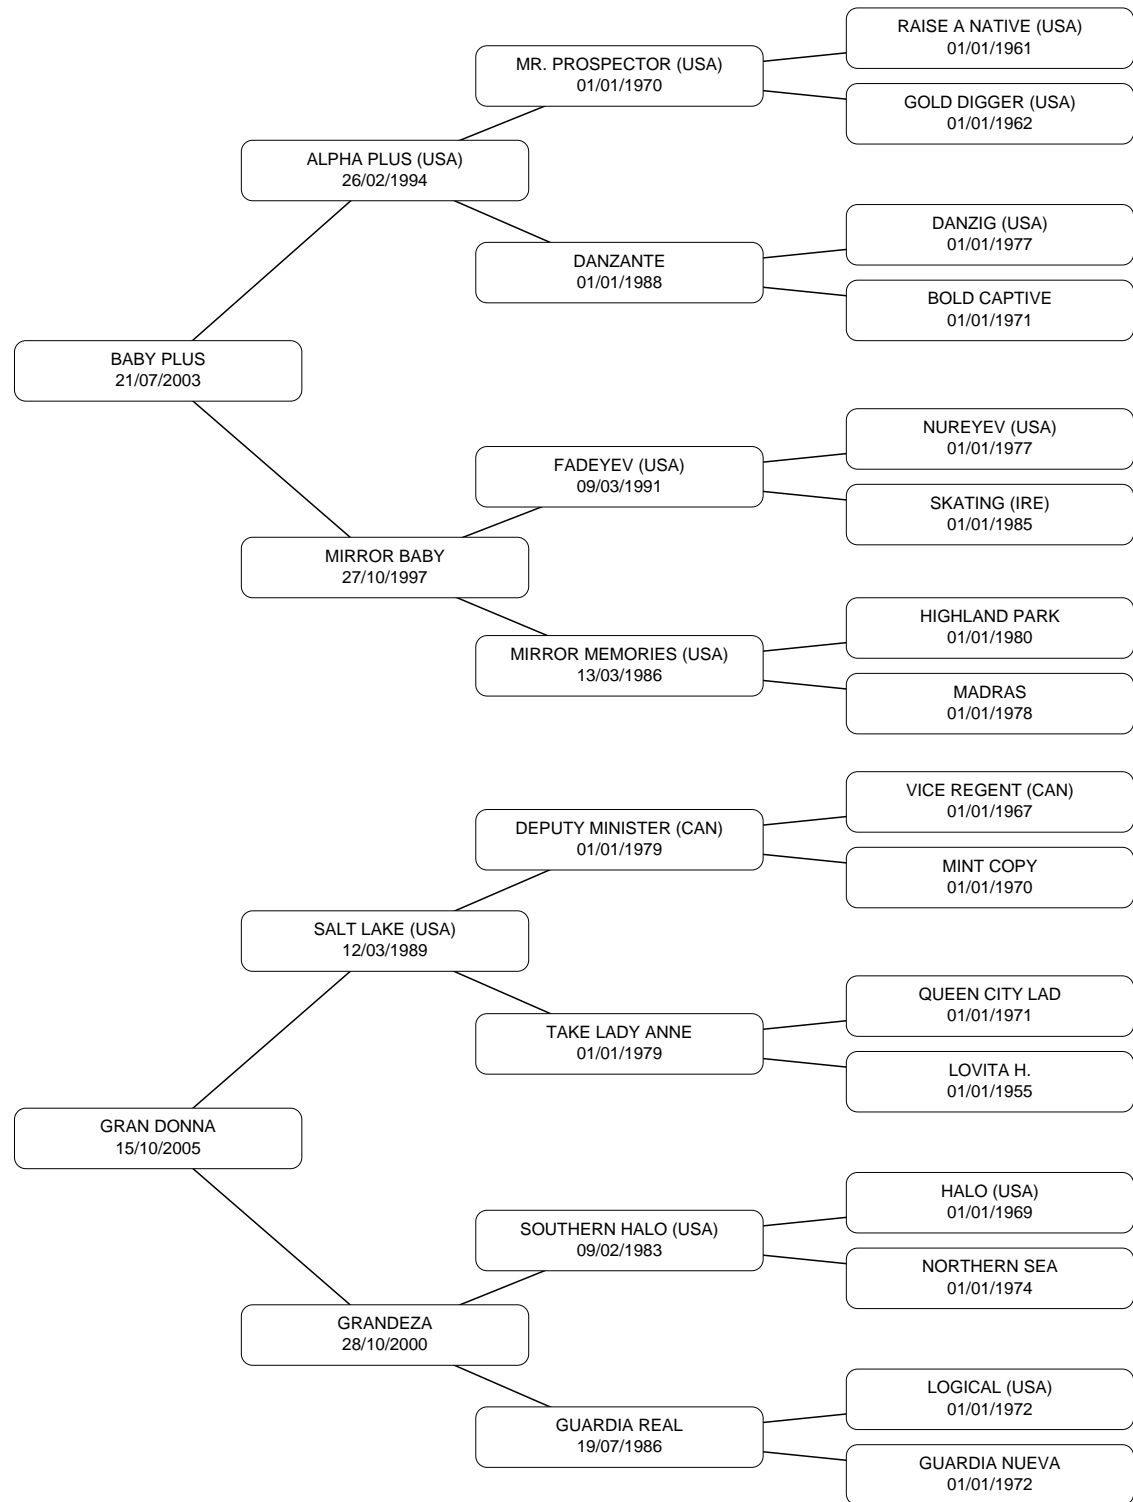 RAISE A NATIVE (USA)
01/01/1961
MR. PROSPECTOR (USA)
01/01/1970
GOLD DIGGER (USA)
01/01/1962
ALPHA PLUS (USA)
26/02/1994
DANZIG (USA)
01/01/1977
DANZANTE
01/01/1988
BOLD CAPTIVE
01/01/1971
BABY PLUS
21/07/2003
NUREYEV (USA)
01/01/1977
FADEYEV (USA)
09/03/1991
SKATING (IRE)
01/01/1985
MIRROR BABY
27/10/1997
HIGHLAND PARK
01/01/1980
MIRROR MEMORIES (USA)
13/03/1986
MADRAS
01/01/1978
VICE REGENT (CAN)
01/01/1967
DEPUTY MINISTER (CAN)
01/01/1979
MINT COPY
01/01/1970
SALT LAKE (USA)
12/03/1989
QUEEN CITY LAD
01/01/1971
TAKE LADY ANNE
01/01/1979
LOVITA H.
01/01/1955
GRAN DONNA
15/10/2005
HALO (USA)
01/01/1969
SOUTHERN HALO (USA)
09/02/1983
NORTHERN SEA
01/01/1974
GRANDEZA
28/10/2000
LOGICAL (USA)
01/01/1972
GUARDIA REAL
19/07/1986
GUARDIA NUEVA
01/01/1972